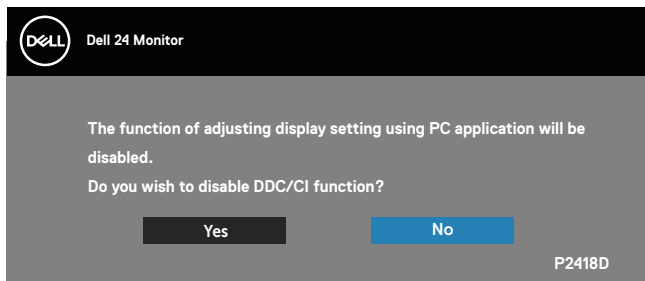 DELL
Dell 24 Monitor
The function of adjusting display setting using PC application will be
disabled.
Do you wish to disable DDC/CI function?
Yes
No
P2418D